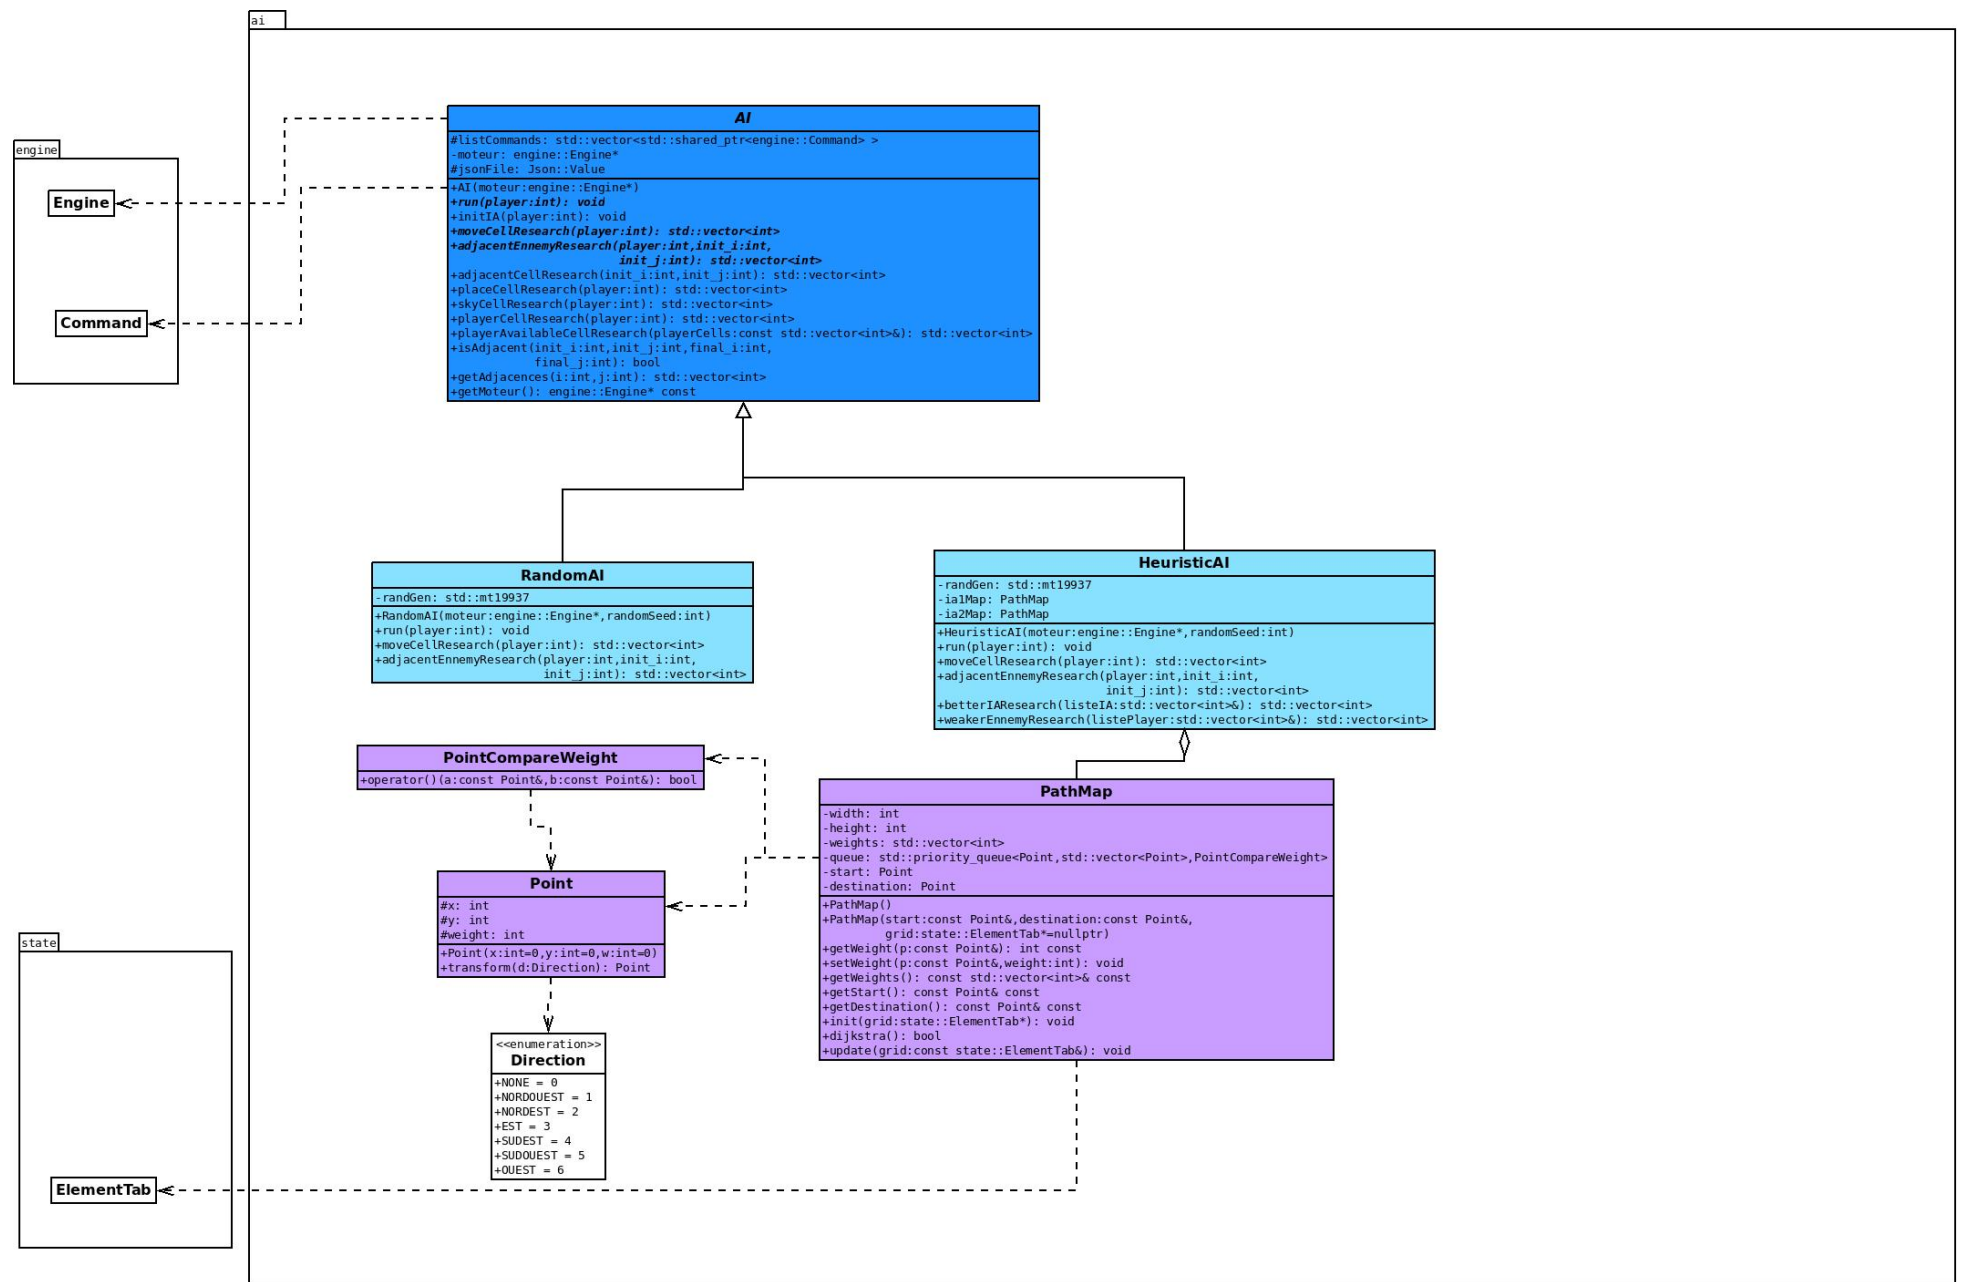 ai
engine
Engine
Command
AI
#listCommands: std::vector<std::shared_ptr<engine::Command> >
-moteur: engine::Engine*
#jsonFile: Json::Value
+AI(moteur:engine::Engine*)
+run(player:int): void
+initIA(player:int): void
+moveCellResearch(player:int): std::vector<int>
+adjacentEnnemyResearch(player:int,init_i:int,
init_j:int): std::vector<int>
+adjacentCellResearch(init_i:int,init_j:int): std::vector<int>
+placeCellResearch(player:int): std::vector<int>
+skyCellResearch(player:int): std::vector<int>
+playerCellResearch(player:int): std::vector<int>
+playerAvailableCellResearch(playerCells:const std::vector<int>&): std::vector<int>
+isAdjacent(init_i:int,init_j:int,final_i:int,
final_j:int): bool
+getAdjacences(i:int,j:int): std::vector<int>
+getMoteur(): engine::Engine* const
RandomAI
-randGen: std::mt19937
+RandomAI(moteur:engine::Engine*,randomSeed:int)
+run(player:int): void
+moveCellResearch(player:int): std::vector<int>
+adjacentEnnemyResearch(player:int,init_i:int,
init_j:int): std::vector<int>
HeuristicAI
-randGen: std::mt19937
-ia1Map: PathMap
-ia2Map: PathMap
+HeuristicAI(moteur:engine::Engine*,randomSeed:int)
+run(player:int): void
+moveCellResearch(player:int): std::vector<int>
+adjacentEnnemyResearch(player:int,init_i:int,
init_j:int): std::vector<int>
+betterIAResearch(listeIA:std::vector<int>&): std::vector<int>
+weakerEnnemyResearch(listePlayer:std::vector<int>&): std::vector<int>
PointCompareWeight
+operator()(a:const Point&,b:const Point&): bool
PathMap
-width: int
-height: int
-weights: std::vector<int>
-queue: std::priority_queue<Point,std::vector<Point>,PointCompareWeight>
-start: Point
-destination: Point
+PathMap()
+PathMap(start:const Point&,destination:const Point&,
grid:state::ElementTab*=nullptr)
+getWeight(p:const Point&): int const
+setWeight(p:const Point&,weight:int): void
+getWeights(): const std::vector<int>& const
+getStart(): const Point& const
+getDestination(): const Point& const
+init(grid:state::ElementTab*): void
+dijkstra(): bool
+update(grid:const state::ElementTab&): void
Point
#x: int
#y: int
#weight: int
+Point(x:int=0,y:int=0,w:int=0)
+transform(d:Direction): Point
<<enumeration>>
Direction
+NONE = 0
+NORDOUEST = 1
+NORDEST = 2
+EST = 3
+SUDEST = 4
+SUDOUEST = 5
+OUEST = 6
state
ElementTab